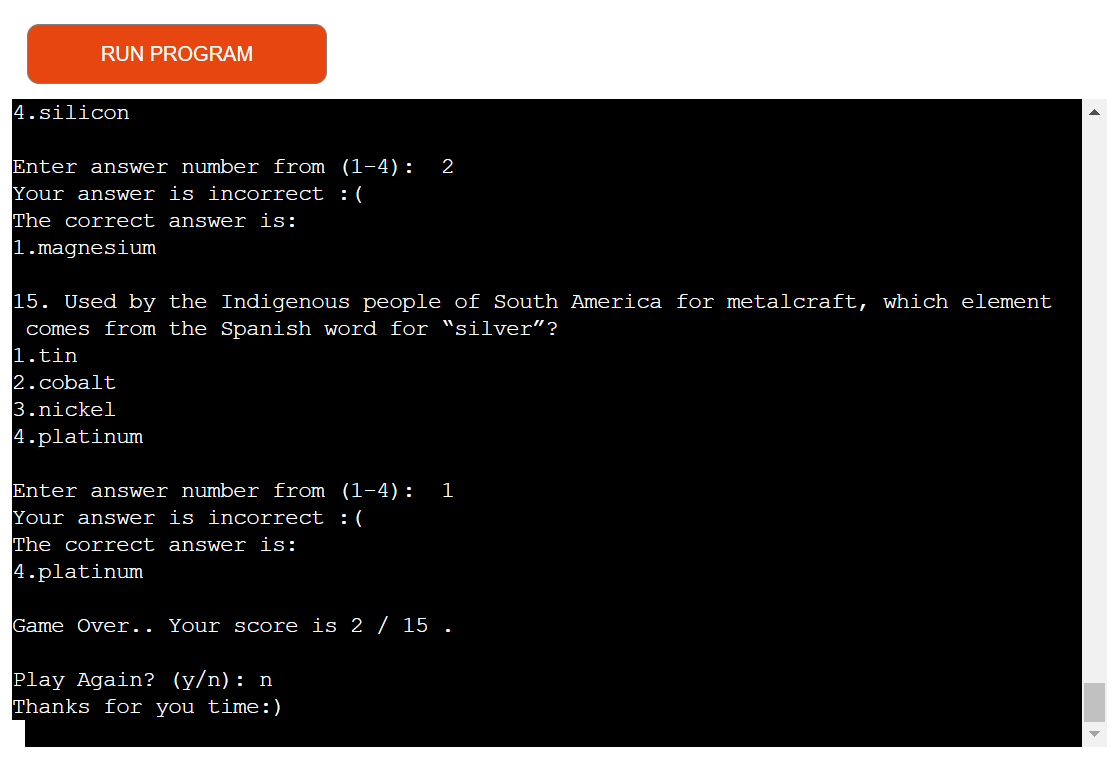 RUN PROGRAM
4.silicon
Enter answer number from (1-4):  2
Your answer is incorrect :(
The correct answer is:
1.magnesium
15. Used by the Indigenous people of South America for metalcraft, which element
comes from the Spanish word for “silver”?
1.tin
2.cobalt
3.nickel
4.platinum
Enter answer number from (1-4):  1
Your answer is incorrect :(
The correct answer is:
4.platinum
Game Over.. Your score is 2 / 15 .
Play Again? (y/n): n
Thanks for you time:)